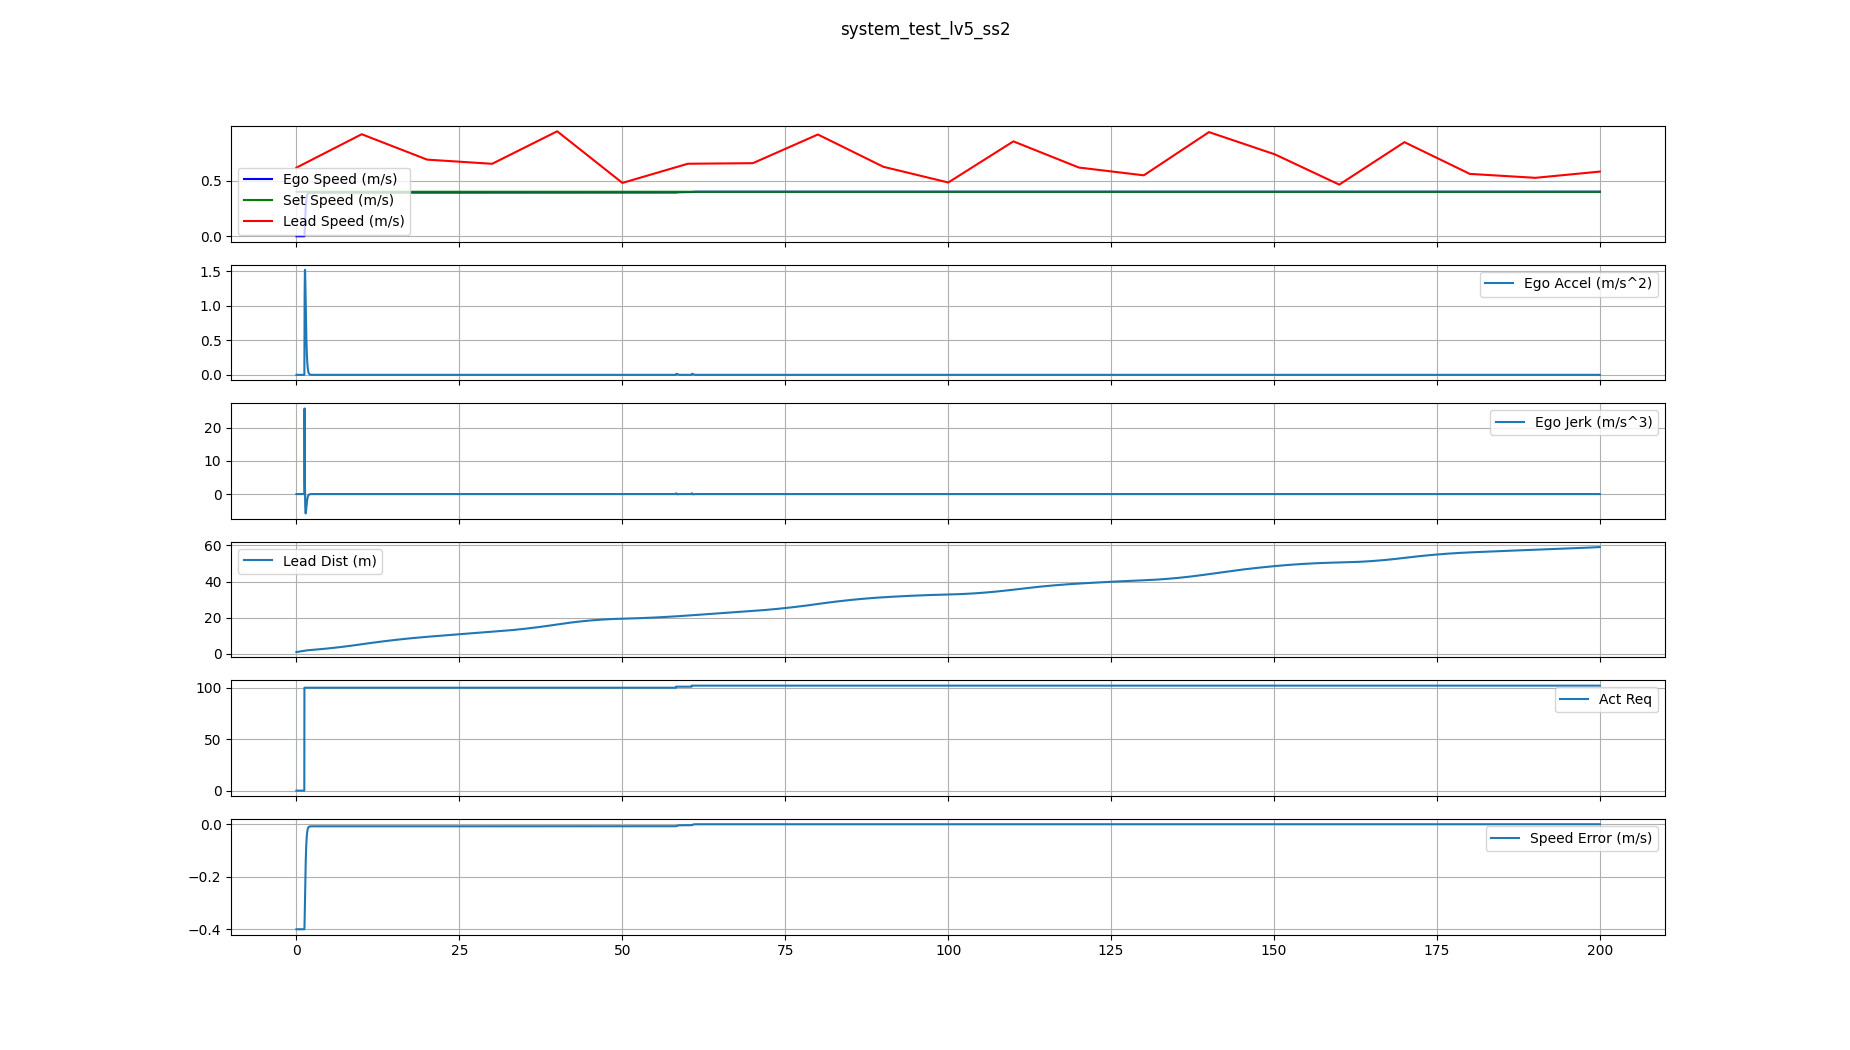 system_test_lv5_ss2
0.5
0.0
Ego Speed (m/s)
Set Speed (m/s)
Lead Speed (m/s)
1.5
1.0
0.5
0.0
Ego Accel (m/s^2)
20
10
0
Ego Jerk (m/s^3)
60
40
20
0
Lead Dist (m)
100
50
0
Act Req
0.0
−0.2
−0.4
Speed Error (m/s)
0 25 50 75 100 125 150 175 200